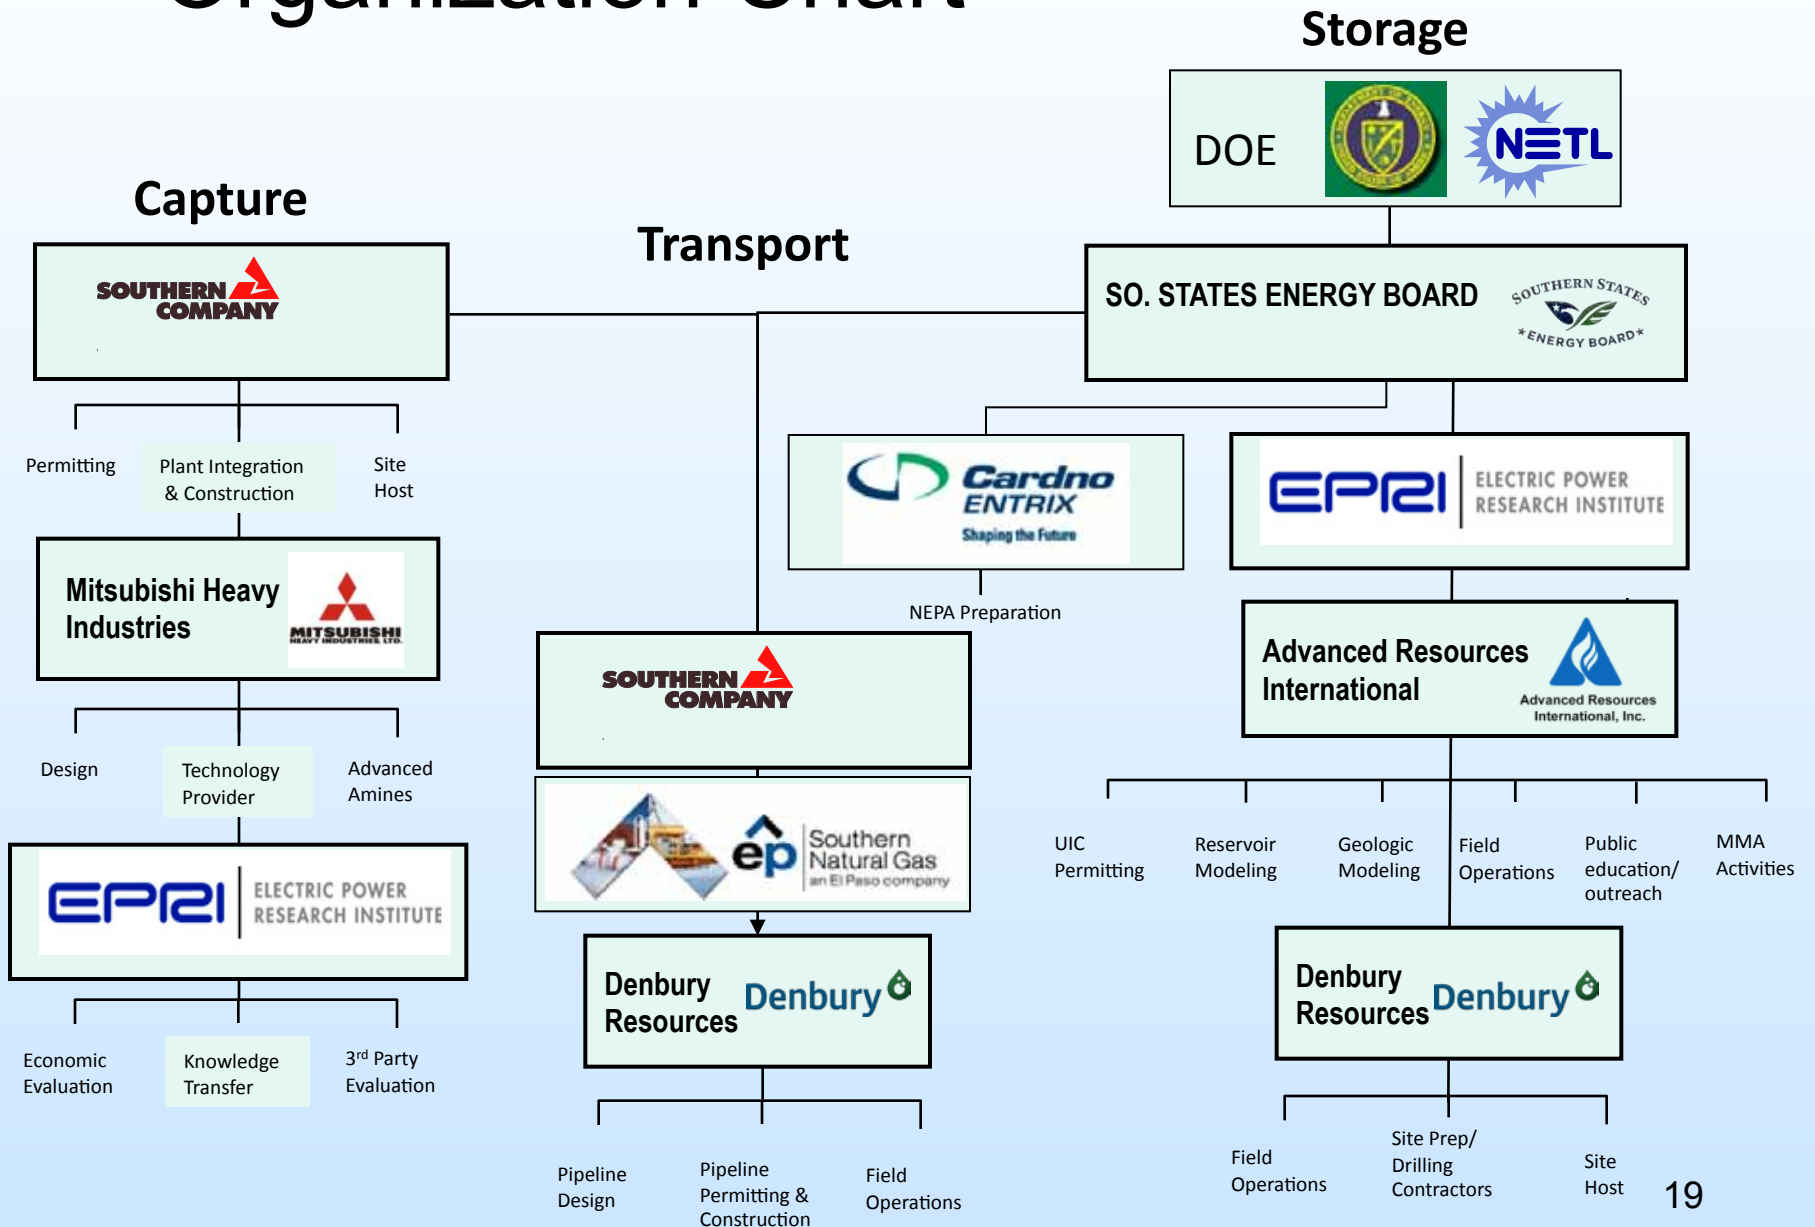 Organization Chart
Storage
DOE
NETL
Capture
Transport
SOUTHERN
COMPANY
SO. STATES ENERGY BOARD
SOUTHERN STATES
ENERGY BOARD
Permitting
Plant Integration
& Construction
Site
Host
Cardno
ENTRIX
Shaping the Future
NEPA Preparation
EPRI
ELECTRIC POWER
RESEARCH INSTITUTE
Mitsubishi Heavy
Industries
MITSUBISHI
HEAVY INDUSTRIES, LTD.
Advanced Resources
International
Advanced Resources
International, Inc.
SOUTHERN
COMPANY
Design
Technology
Provider
Advanced
Amines
ep
Southern
Natural Gas
an El Paso company
UIC
Permitting
Reservoir
Modeling
Geologic
Modeling
Field
Operations
Public
education/
outreach
MMA
Activities
EPRI
ELECTRIC POWER
RESEARCH INSTITUTE
Denbury
Resources
Denbury
Denbury
Resources
Denbury
Economic
Evaluation
Knowledge
Transfer
3rd Party
Evaluation
Pipeline
Design
Pipeline
Permitting &
Construction
Field
Operations
Field
Operations
Site Prep/
Drilling
Contractors
Site
Host
19